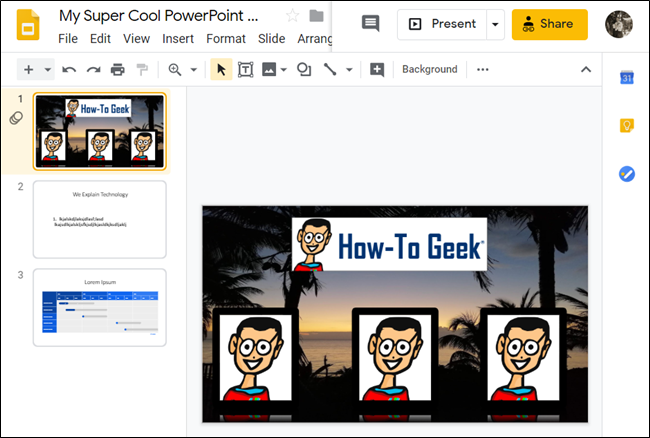 My Super Cool PowerPoint ...
File Edit View Insert Format Slide Arrang
Present
Share
Background
31
1
How-To Geek
2
We Explain Technology
3
Lorem Ipsum
How-To Geek®